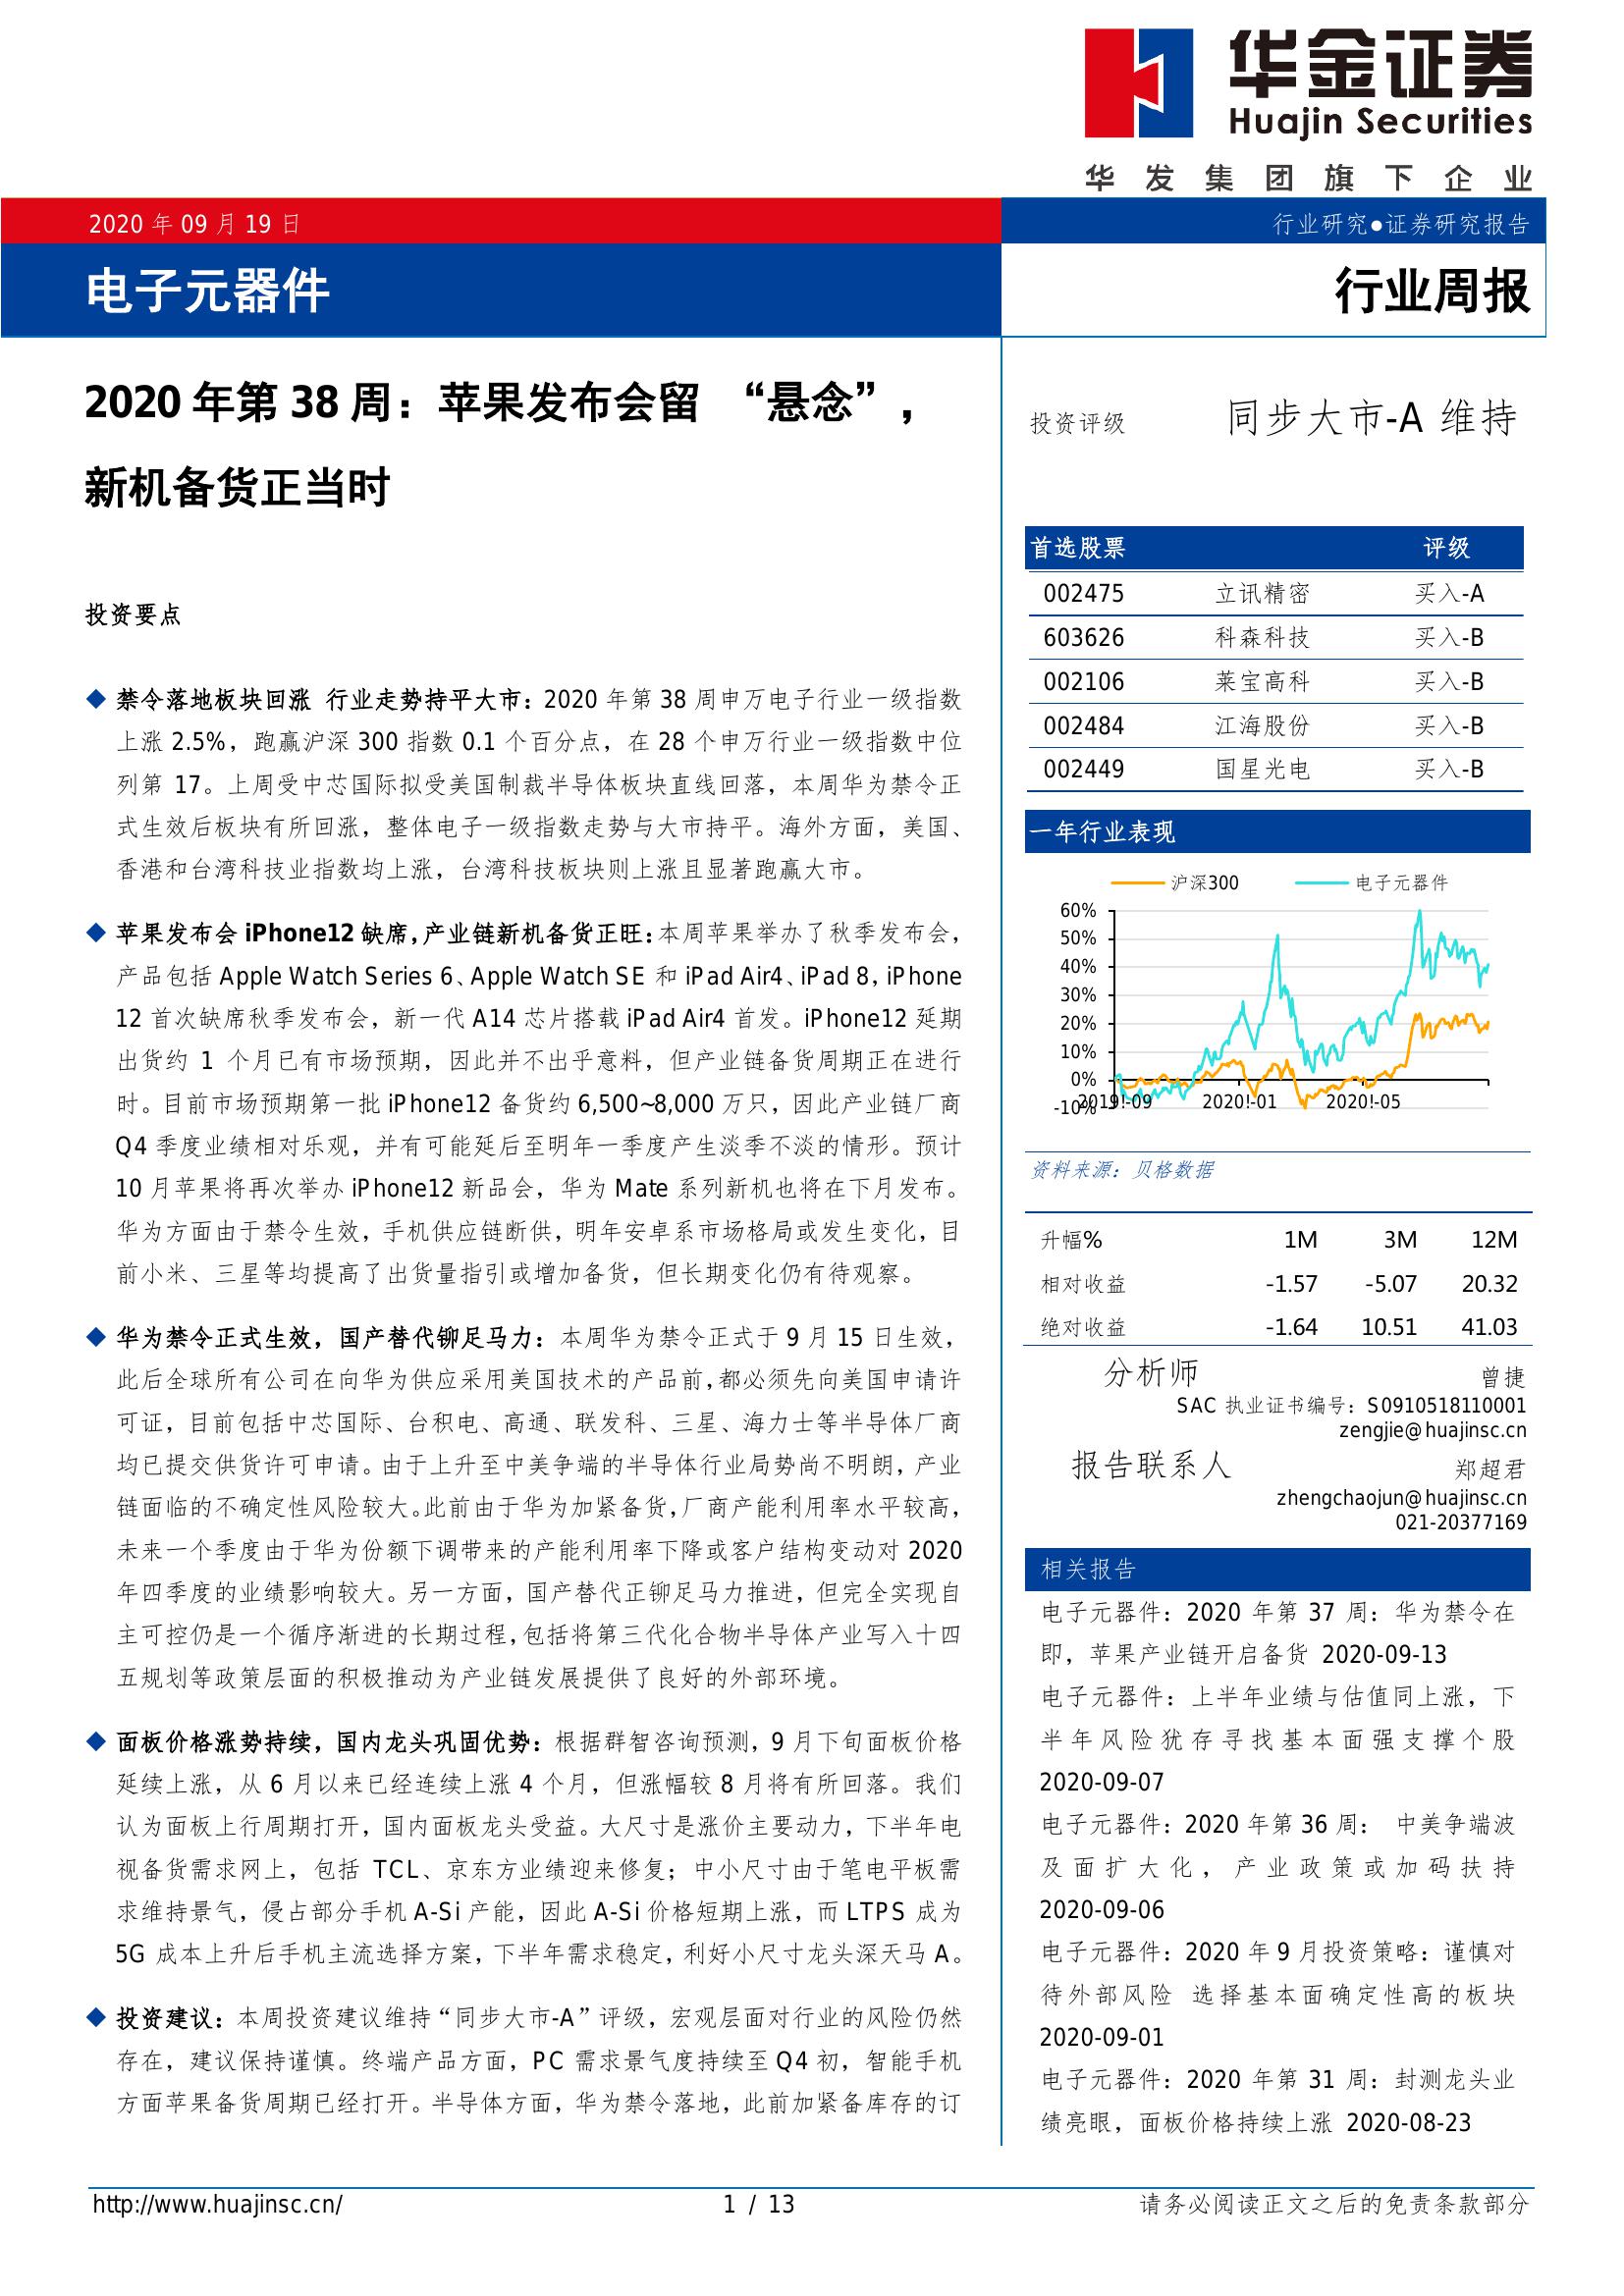 华金证券
Huajin Securities
华发集团旗下企业
2020 年 09 月 19 日
行业研究●证券研究报告
电子元器件
行业周报
2020 年第 38 周：苹果发布会留 “悬念”，
新机备货正当时
投资要点
◆ 禁令落地板块回涨 行业走势持平大市：2020 年第 38 周申万电子行业一级指数
上涨 2.5%，跑赢沪深 300 指数 0.1 个百分点，在 28 个申万行业一级指数中位
列第 17。上周受中芯国际拟受美国制裁半导体板块直线回落，本周华为禁令正
式生效后板块有所回涨，整体电子一级指数走势与大市持平。海外方面，美国、
香港和台湾科技业指数均上涨，台湾科技板块则上涨且显著跑赢大市。
◆ 苹果发布会 iPhone12 缺席，产业链新机备货正旺：本周苹果举办了秋季发布会，
产品包括 Apple Watch Series 6、Apple Watch SE 和 iPad Air4、iPad 8，iPhone
12 首次缺席秋季发布会，新一代 A14 芯片搭载 iPad Air4 首发。iPhone12 延期
出货约 1 个月已有市场预期，因此并不出乎意料，但产业链备货周期正在进行
时。目前市场预期第一批 iPhone12 备货约 6,500~8,000 万只，因此产业链厂商
Q4 季度业绩相对乐观，并有可能延后至明年一季度产生淡季不淡的情形。预计
10 月苹果将再次举办 iPhone12 新品会，华为 Mate 系列新机也将在下月发布。
华为方面由于禁令生效，手机供应链断供，明年安卓系市场格局或发生变化，目
前小米、三星等均提高了出货量指引或增加备货，但长期变化仍有待观察。
◆ 华为禁令正式生效，国产替代铆足马力：本周华为禁令正式于 9 月 15 日生效，
此后全球所有公司在向华为供应采用美国技术的产品前，都必须先向美国申请许
可证，目前包括中芯国际、台积电、高通、联发科、三星、海力士等半导体厂商
均已提交供货许可申请。由于上升至中美争端的半导体行业局势尚不明朗，产业
链面临的不确定性风险较大。此前由于华为加紧备货，厂商产能利用率水平较高，
未来一个季度由于华为份额下调带来的产能利用率下降或客户结构变动对 2020
年四季度的业绩影响较大。另一方面，国产替代正铆足马力推进，但完全实现自
主可控仍是一个循序渐进的长期过程，包括将第三代化合物半导体产业写入十四
五规划等政策层面的积极推动为产业链发展提供了良好的外部环境。
◆ 面板价格涨势持续，国内龙头巩固优势：根据群智咨询预测，9 月下旬面板价格
延续上涨，从 6 月以来已经连续上涨 4 个月，但涨幅较 8 月将有所回落。我们
认为面板上行周期打开，国内面板龙头受益。大尺寸是涨价主要动力，下半年电
视备货需求网上，包括 TCL、京东方业绩迎来修复；中小尺寸由于笔电平板需
求维持景气，侵占部分手机 A-Si 产能，因此 A-Si 价格短期上涨，而 LTPS 成为
5G 成本上升后手机主流选择方案，下半年需求稳定，利好小尺寸龙头深天马 A。
◆ 投资建议：本周投资建议维持“同步大市-A”评级，宏观层面对行业的风险仍然
存在，建议保持谨慎。终端产品方面，PC 需求景气度持续至 Q4 初，智能手机
方面苹果备货周期已经打开。半导体方面，华为禁令落地，此前加紧备库存的订
投资评级 同步大市-A 维持
首选股票 评级
002475 立讯精密 买入-A
603626 科森科技 买入-B
002106 莱宝高科 买入-B
002484 江海股份 买入-B
002449 国星光电 买入-B
一年行业表现
沪深300 电子元器件
60%
50%
40%
30%
20%
10%
0%
-10%
2019!-09 2020!-01 2020!-05
资料来源：贝格数据
升幅% 1M 3M 12M
相对收益 -1.57 -5.07 20.32
绝对收益 -1.64 10.51 41.03
分析师 曾捷
SAC 执业证书编号：S0910518110001
zengjie@huajinsc.cn
报告联系人 郑超君
zhengchaojun@huajinsc.cn
021-20377169
相关报告
电子元器件：2020 年第 37 周：华为禁令在
即，苹果产业链开启备货 2020-09-13
电子元器件：上半年业绩与估值同上涨，下
半年风险犹存寻找基本面强支撑个股
2020-09-07
电子元器件：2020 年第 36 周： 中美争端波
及面扩大化，产业政策或加码扶持
2020-09-06
电子元器件：2020 年 9 月投资策略：谨慎对
待外部风险 选择基本面确定性高的板块
2020-09-01
电子元器件：2020 年第 31 周：封测龙头业
绩亮眼，面板价格持续上涨 2020-08-23
http://www.huajinsc.cn/ 1 / 13 请务必阅读正文之后的免责条款部分